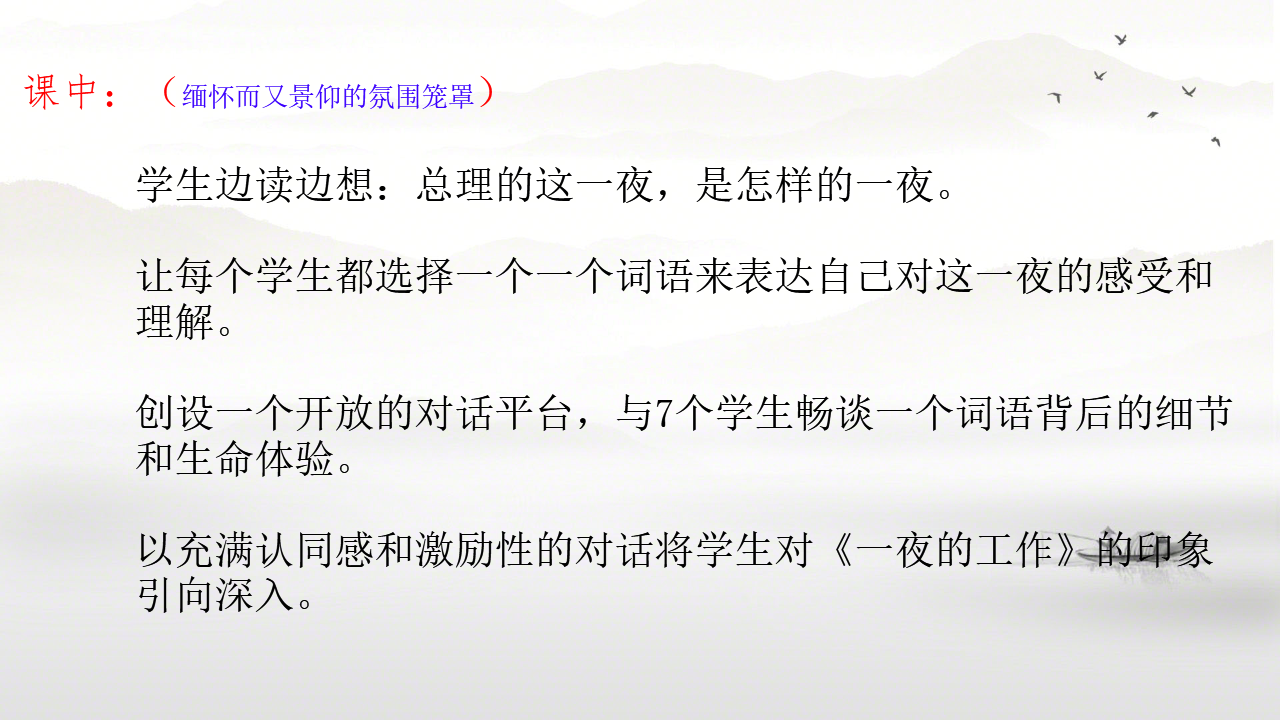 课中：（缅怀而又景仰的氛围笼罩）
学生边读边想：总理的这一夜，是怎样的一夜。
让每个学生都选择一个一个词语来表达自己对这一夜的感受和
理解。
创设一个开放的对话平台，与7个学生畅谈一个词语背后的细节
和生命体验。
以充满认同感和激励性的对话将学生对《一夜的工作》的印象
引向深入。